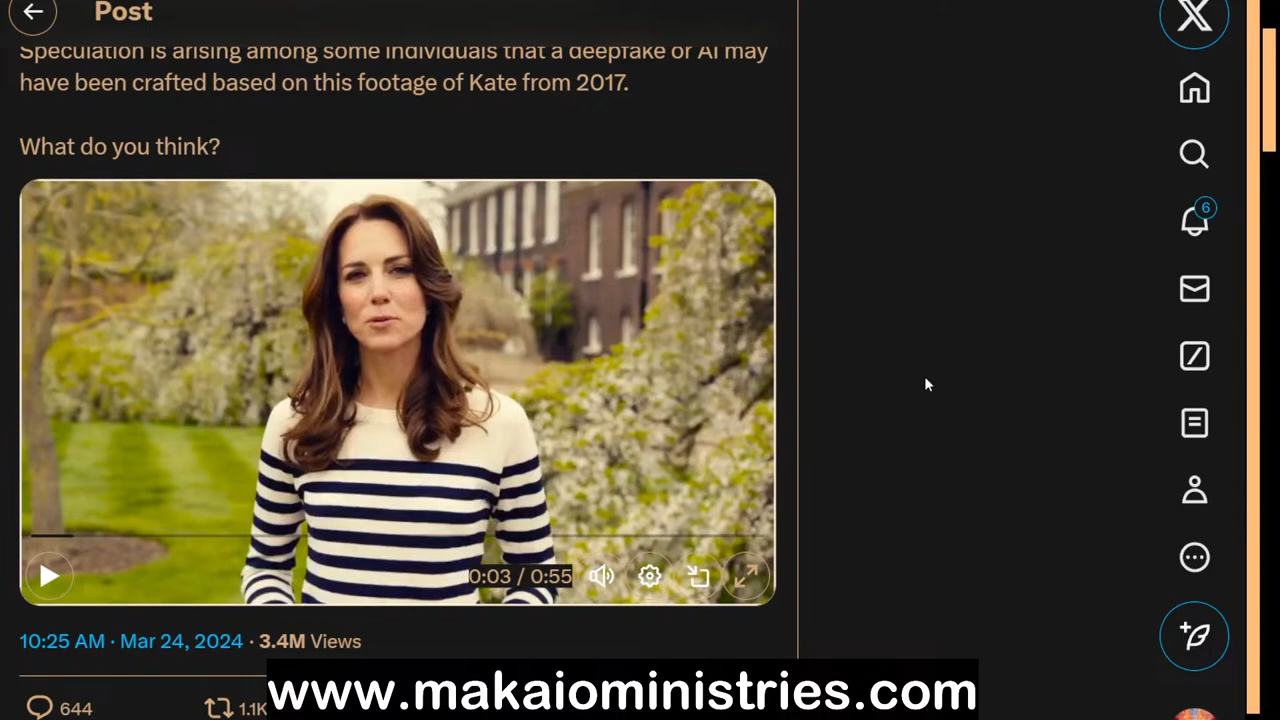 Post
Speculation is arising among some individuals that a deepfake or AI may
have been crafted based on this footage of Kate from 2017.
What do you think?
6
0:03 / 0:55
10:25 AM · Mar 24, 2024 · 3.4M Views
644 1.1K
www.makaioministries.com